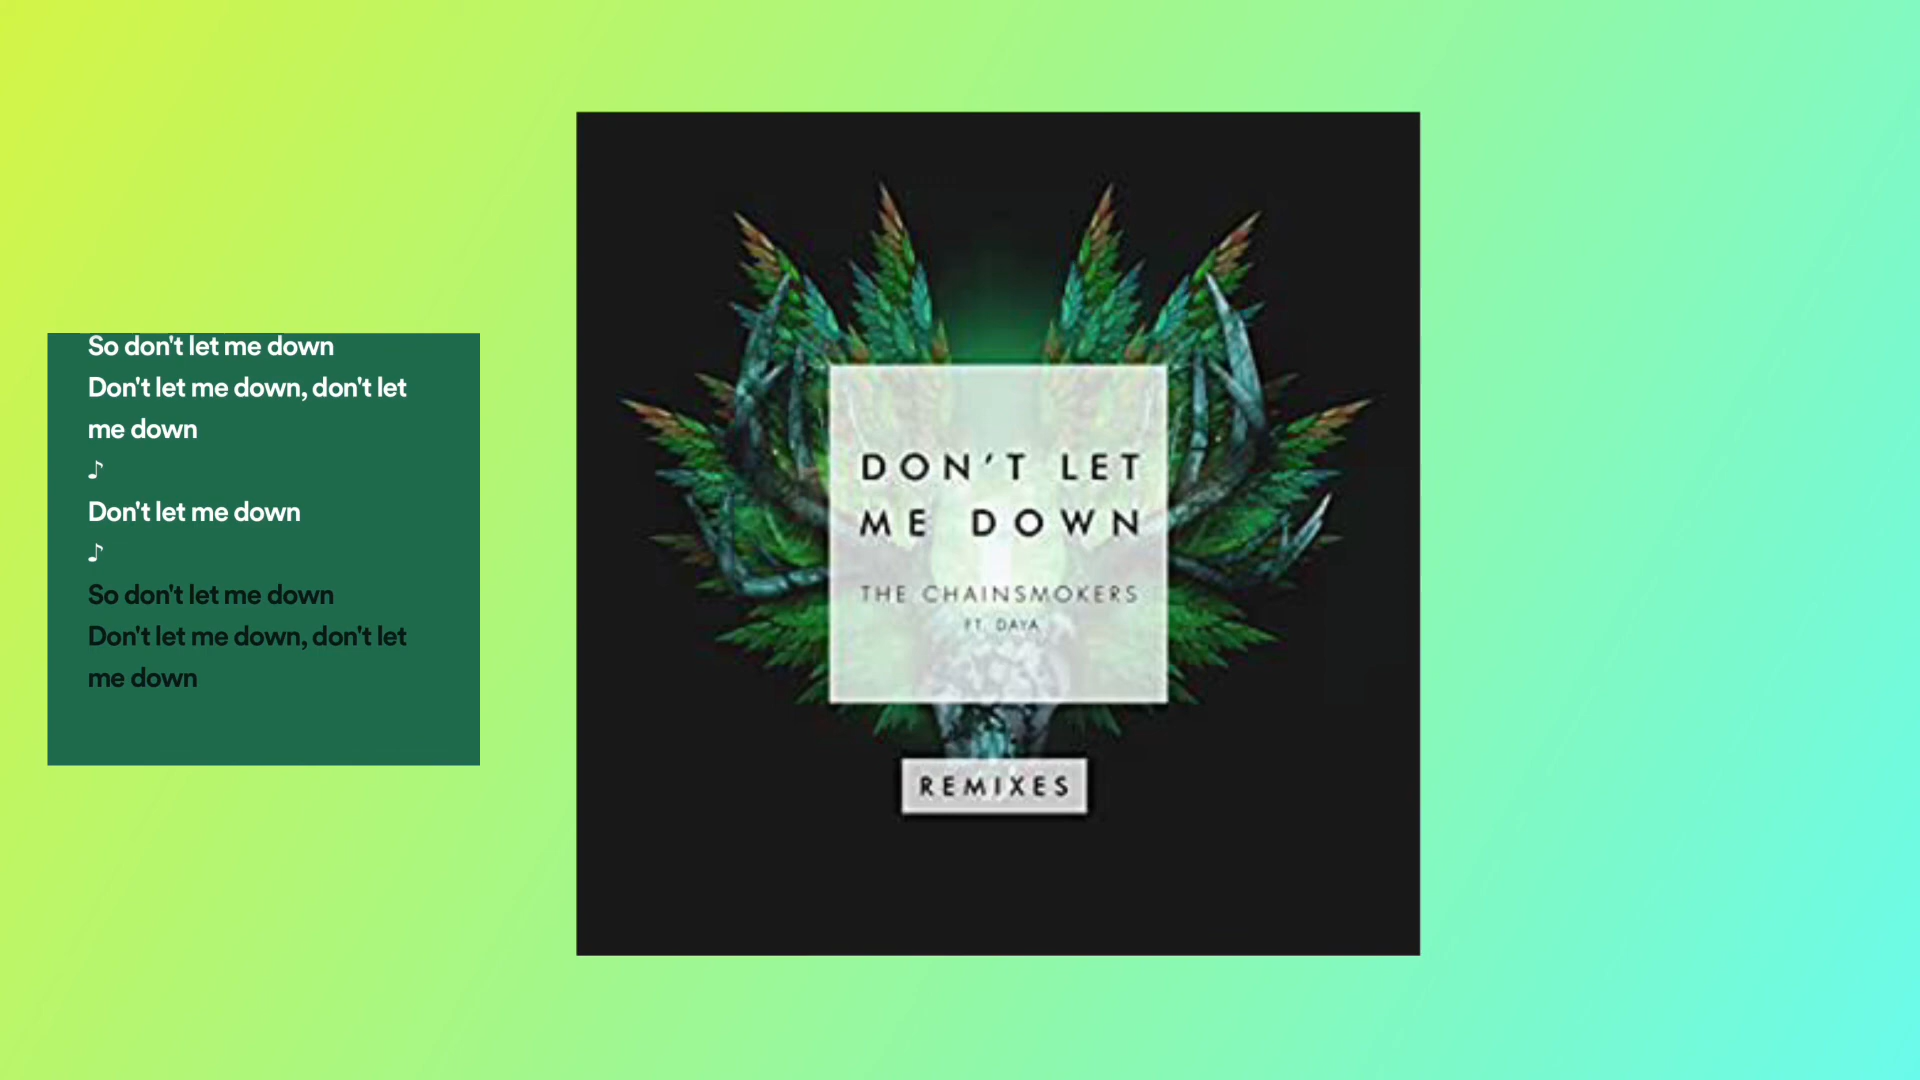 So don't let me down
Don't let me down, don't let
me down
♪
Don't let me down
♪
So don't let me down
Don't let me down, don't let
me down
DON'T LET
ME DOWN
THE CHAINSMOKERS
FT. DAYA
REMIXES